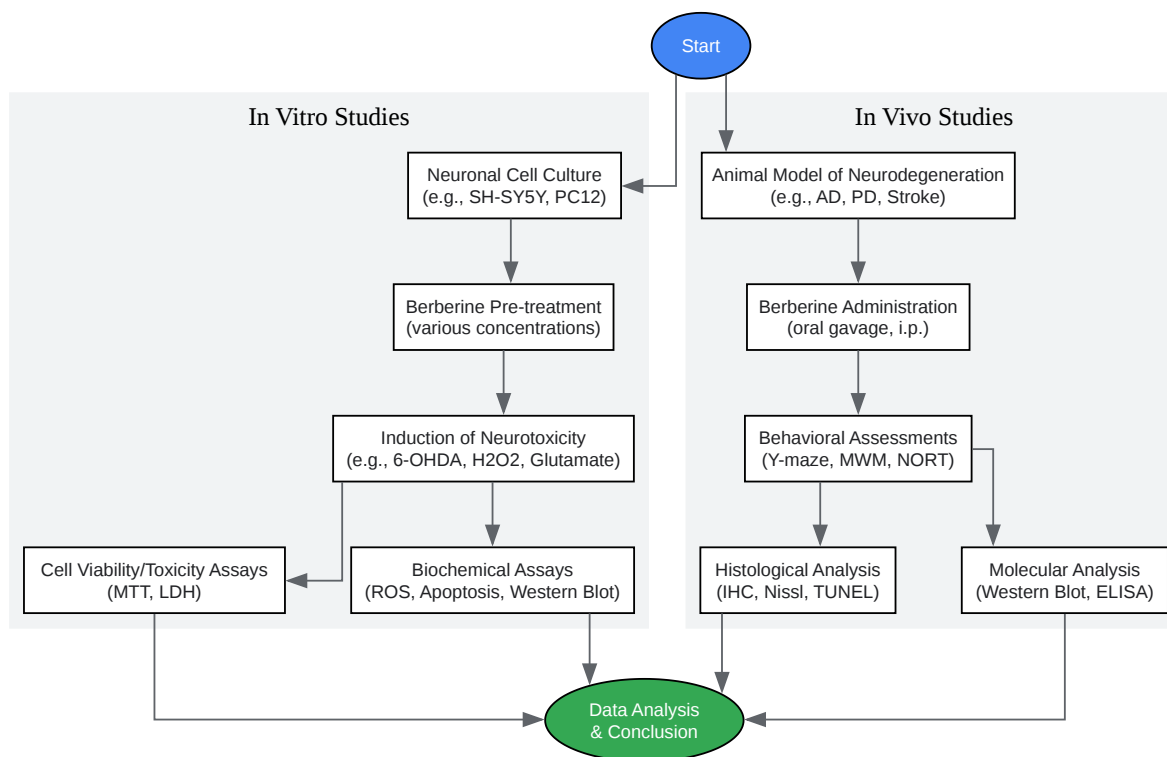 Start
In Vitro Studies
In Vivo Studies
Neuronal Cell Culture
(e.g., SH-SY5Y, PC12)
Animal Model of Neurodegeneration
(e.g., AD, PD, Stroke)
Berberine Pre-treatment
(various concentrations)
Berberine Administration
(oral gavage, i.p.)
Induction of Neurotoxicity
(e.g., 6-OHDA, H2O2, Glutamate)
Behavioral Assessments
(Y-maze, MWM, NORT)
Cell Viability/Toxicity Assays
(MTT, LDH)
Biochemical Assays
(ROS, Apoptosis, Western Blot)
Histological Analysis
(IHC, Nissl, TUNEL)
Molecular Analysis
(Western Blot, ELISA)
Data Analysis
& Conclusion